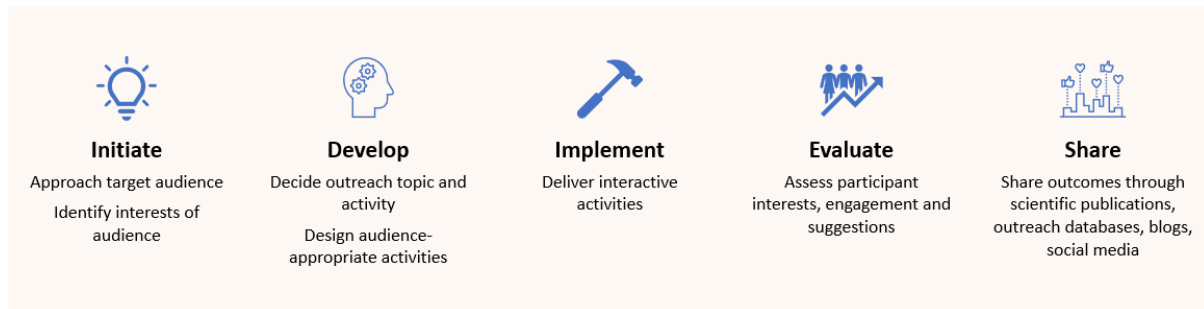 Initiate
Approach target audience
Identify interests of
audience
Develop
Decide outreach topic and
activity
Design audience-
appropriate activities
Implement
Deliver interactive
activities
Evaluate
Assess participant
interests, engagement and
suggestions
Share
Share outcomes through
scientific publications,
outreach databases, blogs,
social media